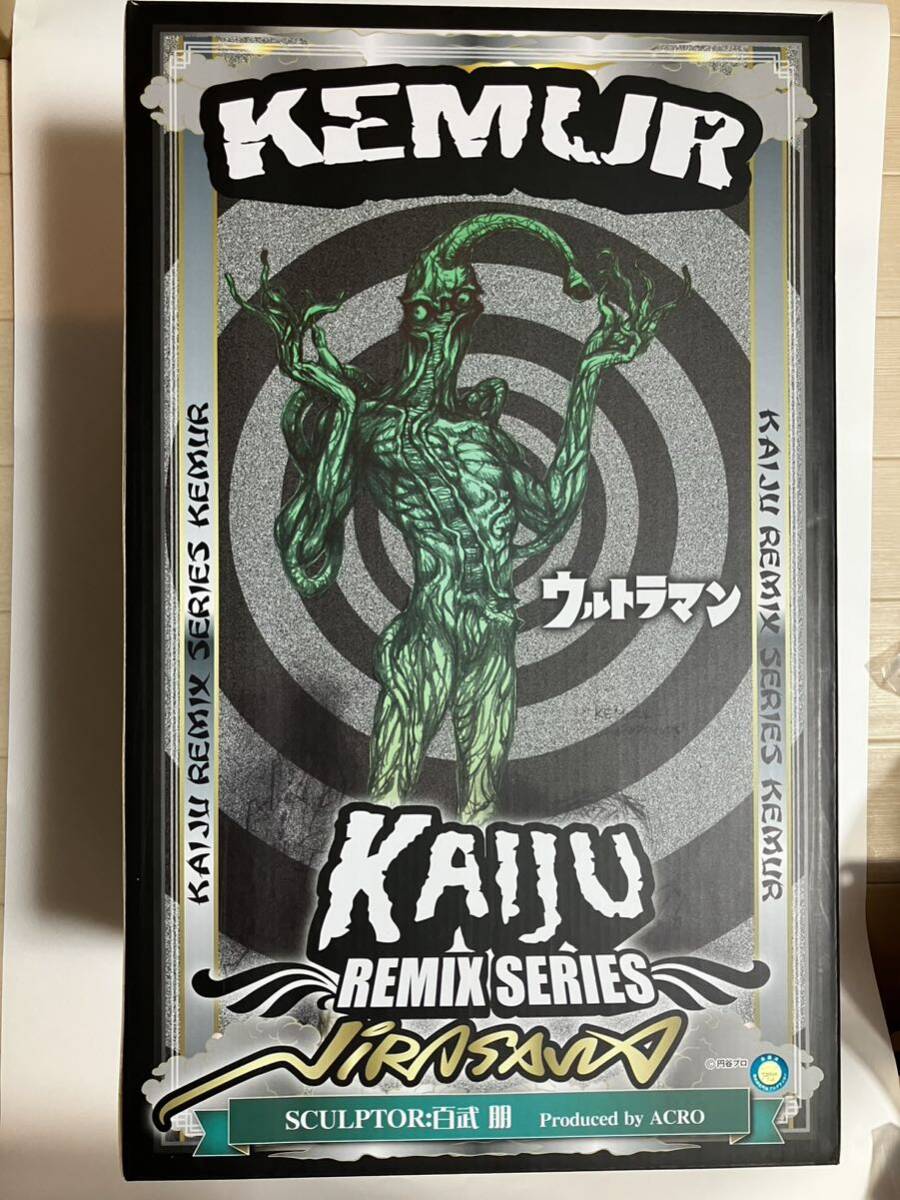 KEMUR
KAIJU REMIX SERIES KEMUR
KAIJU REMIX SERIES KEMUR
ウルトラマン
KAIJU
REMIX SERIES
JIRASAWA
©円谷プロ
SCULPTOR:百武 朋 Produced by ACRO